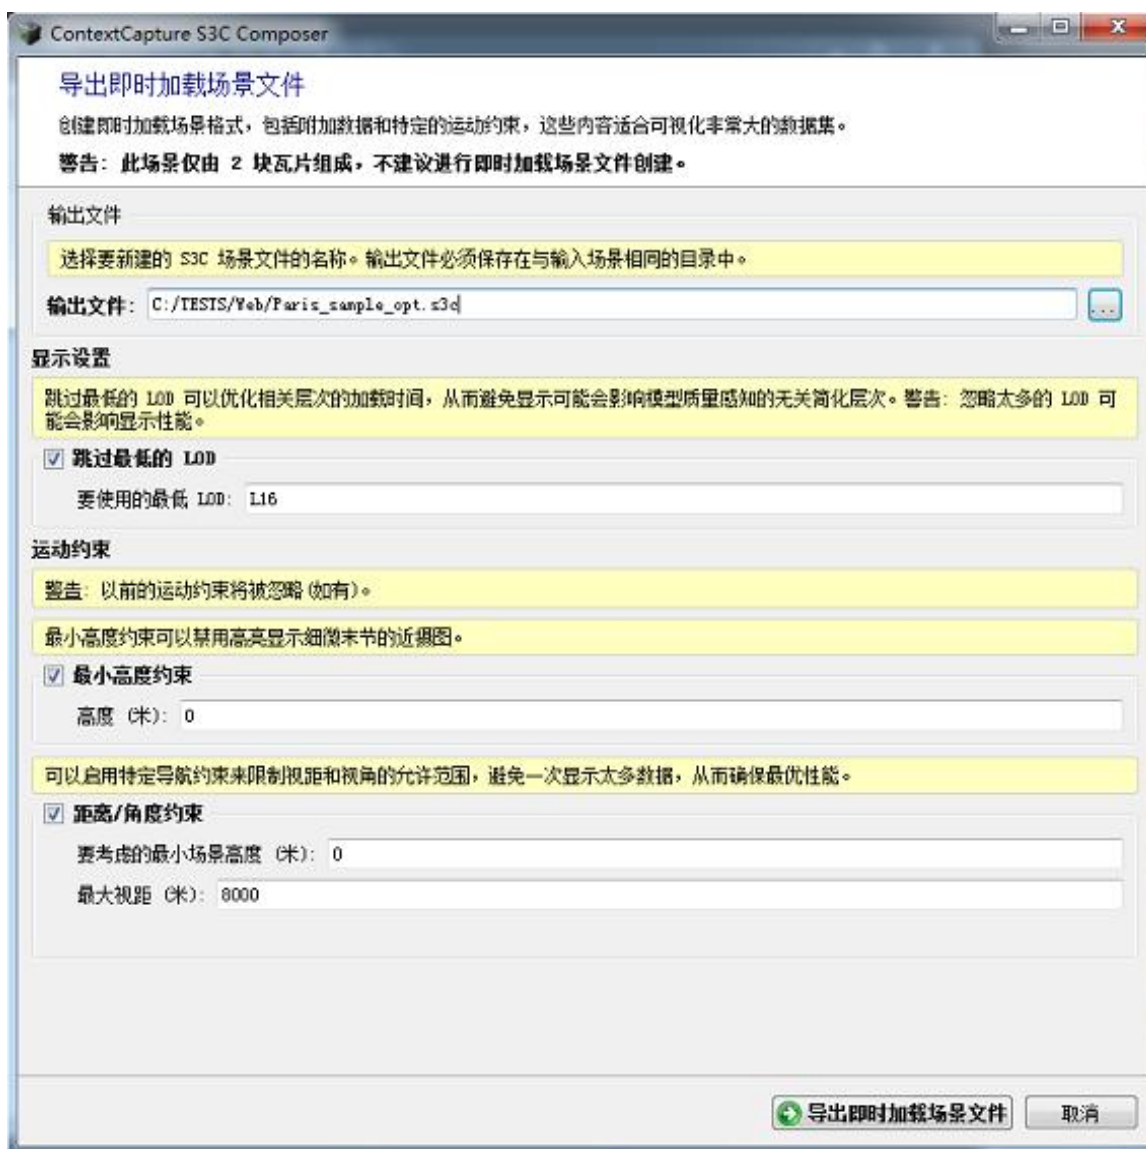 ContextCapture S3C Composer
导出即时加载场景文件
创建即时加载场景格式，包括附加数据和特定的运动约束，这些内容适合可视化非常大的数据集。
警告: 此场景仅由 2 块瓦片组成，不建议进行即时加载场景文件创建。
输出文件
选择要新建的 S3C 场景文件的名称。输出文件必须保存在与输入场景相同的目录中。
输出文件: C:/TESTS/Web/Paris_sample_opt.s3c
...
显示设置
跳过最低的 LOD 可以优化相关层次的加载时间，从而避免显示可能会影响模型质量感知的无关简化层次。警告: 忽略太多的 LOD 可
能会影响显示性能。
跳过最低的 LOD
要使用的最低 LOD: L16
运动约束
警告: 以前的运动约束将被忽略(如有)。
最小高度约束可以禁用高亮显示细微末节的近摄图。
最小高度约束
高度 (米): 0
可以启用特定导航约束来限制视距和视角的允许范围，避免一次显示太多数据，从而确保最优性能。
距离/角度约束
要考虑的最小场景高度 (米): 0
最大视距 (米): 8000
导出即时加载场景文件 取消